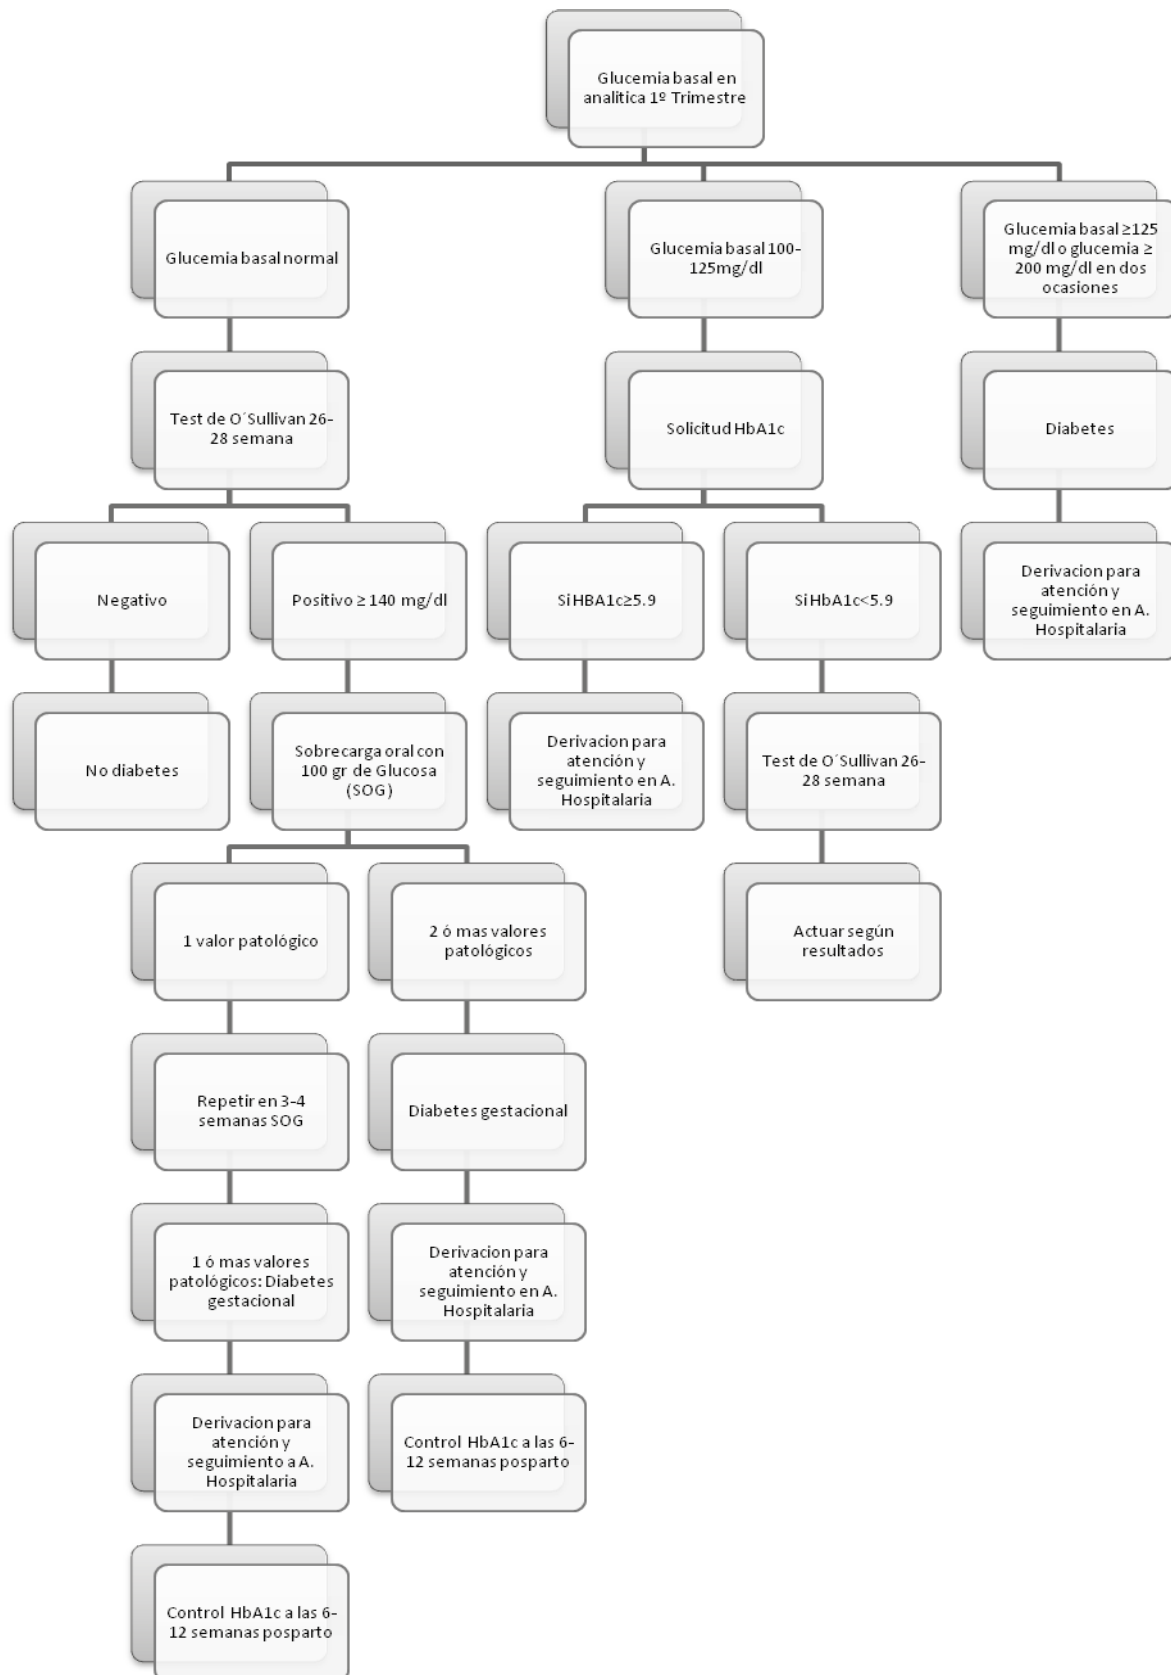 Glucemia basal en
analitica 1º Trimestre
Glucemia basal normal
Glucemia basal 100-
125mg/dl
Glucemia basal ≥125
mg/dl o glucemia ≥
200 mg/dl en dos
ocasiones
Test de O´Sullivan 26-
28 semana
Solicitud HbA1c
Diabetes
Negativo
Positivo ≥ 140 mg/dl
Si HBA1c≥5.9
Si HbA1c<5.9
Derivacion para
atención y
seguimiento en A.
Hospitalaria
No diabetes
Sobrecarga oral con
100 gr de Glucosa
(SOG)
Derivacion para
atención y
seguimiento en A.
Hospitalaria
Test de O´Sullivan 26-
28 semana
1 valor patológico
2 ó mas valores
patológicos
Actuar según
resultados
Repetir en 3-4
semanas SOG
Diabetes gestacional
1 ó mas valores
patológicos: Diabetes
gestacional
Derivacion para
atención y
seguimiento en A.
Hospitalaria
Derivacion para
atención y
seguimiento a A.
Hospitalaria
Control HbA1c a las 6-
12 semanas posparto
Control HbA1c a las 6-
12 semanas posparto